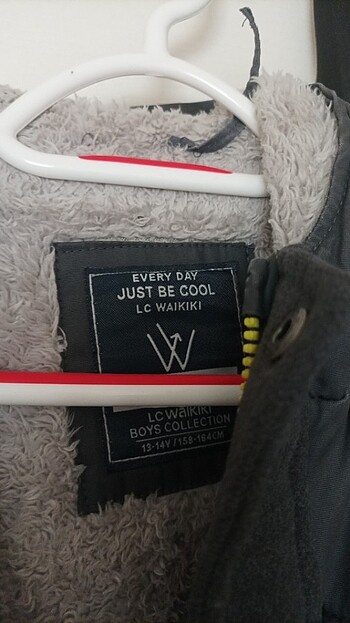 EVERY DAY
JUST BE COOL
LC WAIKIKI
LC WAIKIKI
BOYS COLLECTION
13-14Y / 158-164CM